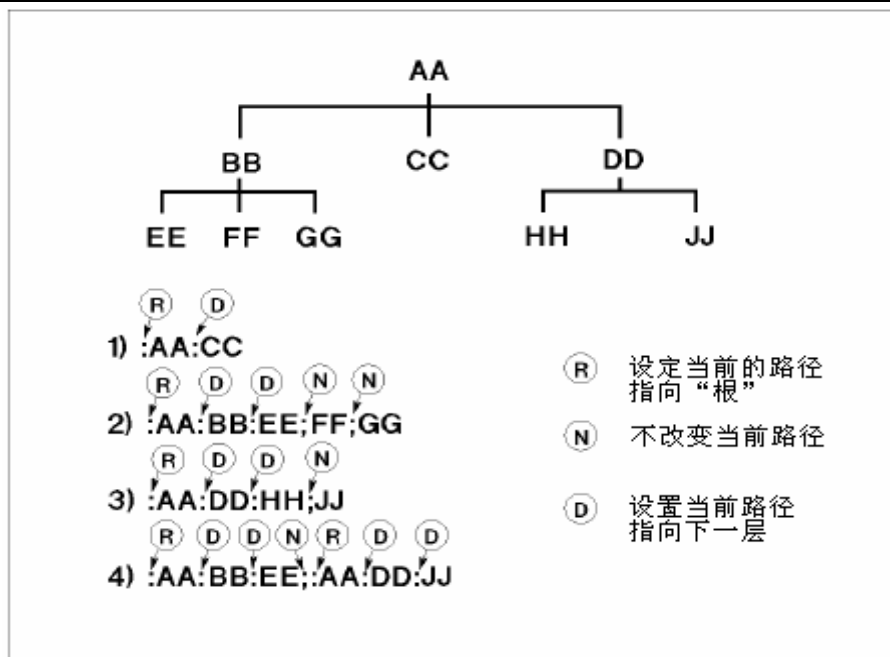 AA
BB CC DD
EE FF GG HH JJ
R D
1) :AA:CC
R D D N N
2) :AA:BB:EE;FF;GG
R D D N
3) :AA:DD:HH;JJ
R D D N R D D
4) :AA:BB:EE;:AA:DD:JJ
R 设定当前的路径
指向“根”
N 不改变当前路径
D 设置当前路径
指向下一层